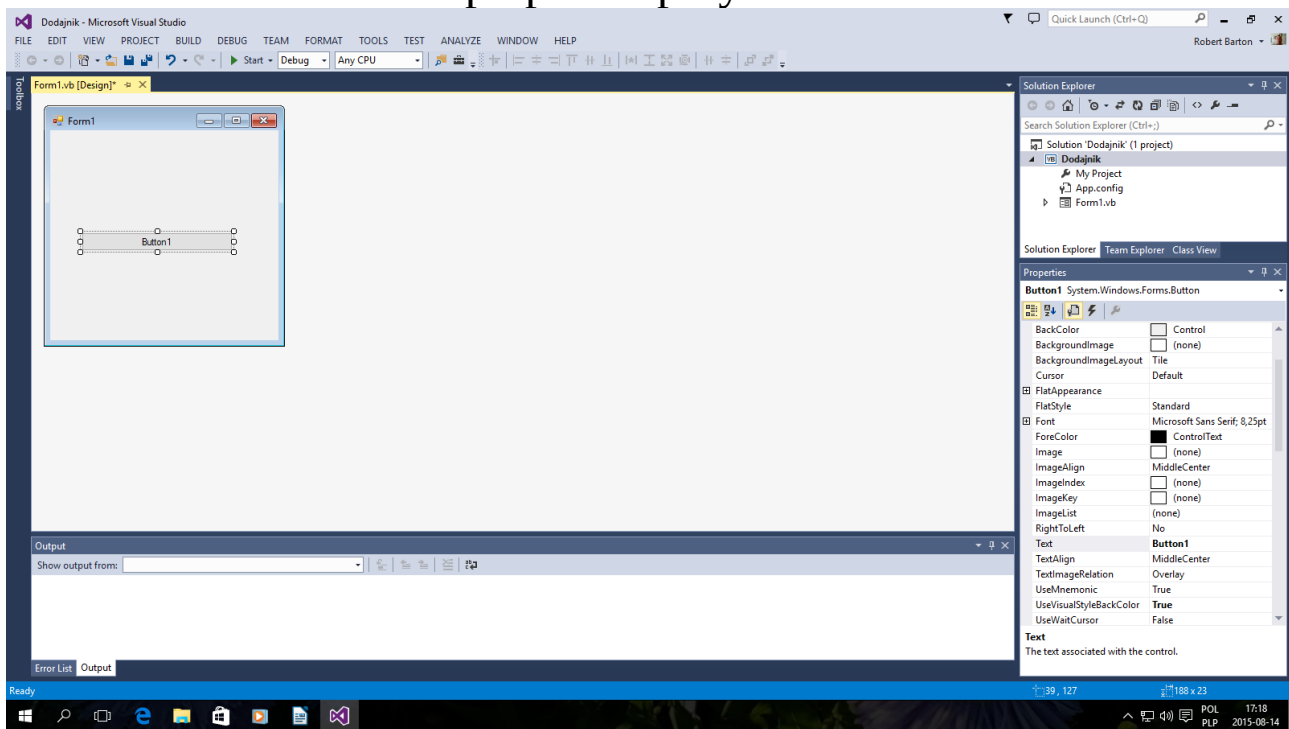 Dodajnik - Microsoft Visual Studio
Quick Launch (Ctrl+Q)
FILE EDIT VIEW PROJECT BUILD DEBUG TEAM FORMAT TOOLS TEST ANALYZE WINDOW HELP
Robert Barton
Start Debug Any CPU
Toolbox
Form1.vb [Design]*
Form1
Button1
Output
Show output from:
Error List Output
Solution Explorer
Search Solution Explorer (Ctrl+;)
Solution 'Dodajnik' (1 project)
VB Dodajnik
My Project
App.config
Form1.vb
Solution Explorer Team Explorer Class View
Properties
Button1 System.Windows.Forms.Button
BackColor Control
BackgroundImage (none)
BackgroundImageLayout Tile
Cursor Default
FlatAppearance
FlatStyle Standard
Font Microsoft Sans Serif; 8,25pt
ForeColor ControlText
Image (none)
ImageAlign MiddleCenter
ImageIndex (none)
ImageKey (none)
ImageList (none)
RightToLeft No
Text Button1
TextAlign MiddleCenter
TextImageRelation Overlay
UseMnemonic True
UseVisualStyleBackColor True
UseWaitCursor False
Text
The text associated with the control.
Ready
39 , 127
188 x 23
POL
PLP
17:18
2015-08-14